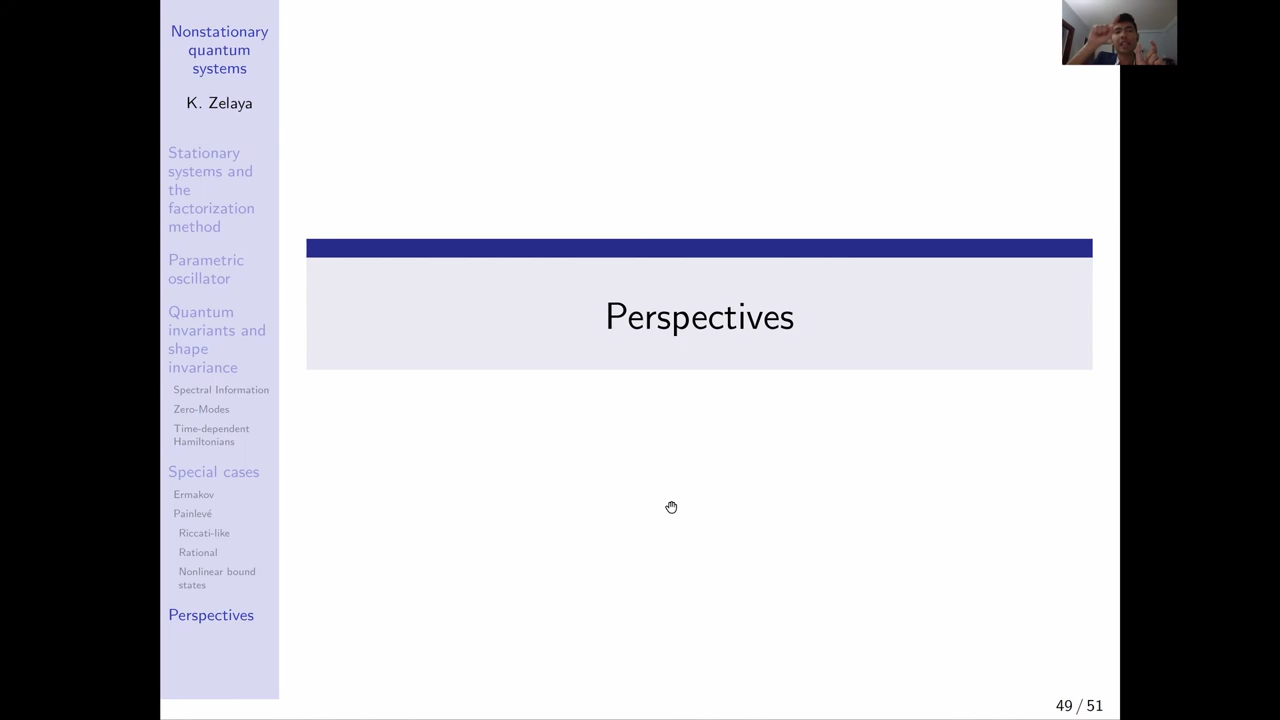 Nonstationary
quantum
systems
K. Zelaya
Stationary
systems and
the
factorization
method
Parametric
oscillator
Quantum
invariants and
shape
invariance
Spectral Information
Zero-Modes
Time-dependent
Hamiltonians
Special cases
Ermakov
Painlevé
Riccati-like
Rational
Nonlinear bound
states
Perspectives
Perspectives
49 / 51